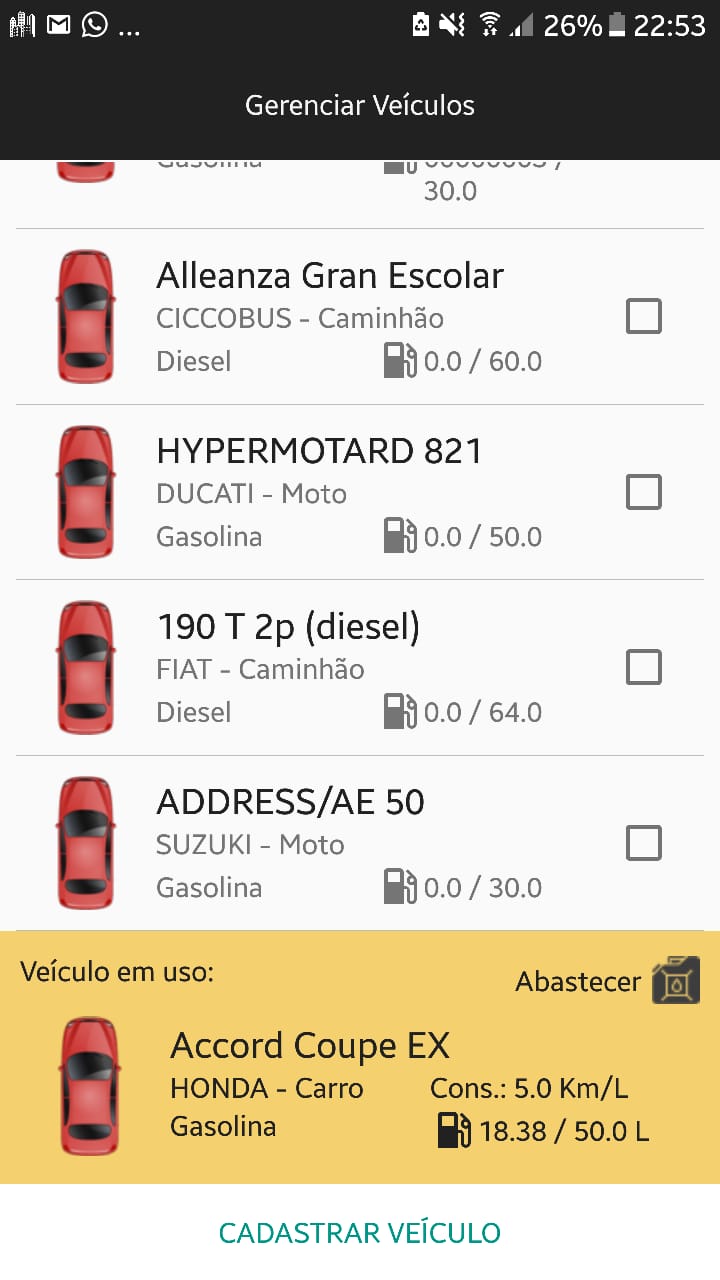 ... 26% 22:53
Gerenciar Veículos
Gasolina
30.0
Alleanza Gran Escolar
CICCOBUS - Caminhão
Diesel 0.0 / 60.0
HYPERMOTARD 821
DUCATI - Moto
Gasolina 0.0 / 50.0
190 T 2p (diesel)
FIAT - Caminhão
Diesel 0.0 / 64.0
ADDRESS/AE 50
SUZUKI - Moto
Gasolina 0.0 / 30.0
Veículo em uso: Abastecer
Accord Coupe EX
HONDA - Carro Cons.: 5.0 Km/L
Gasolina 18.38 / 50.0 L
CADASTRAR VEÍCULO